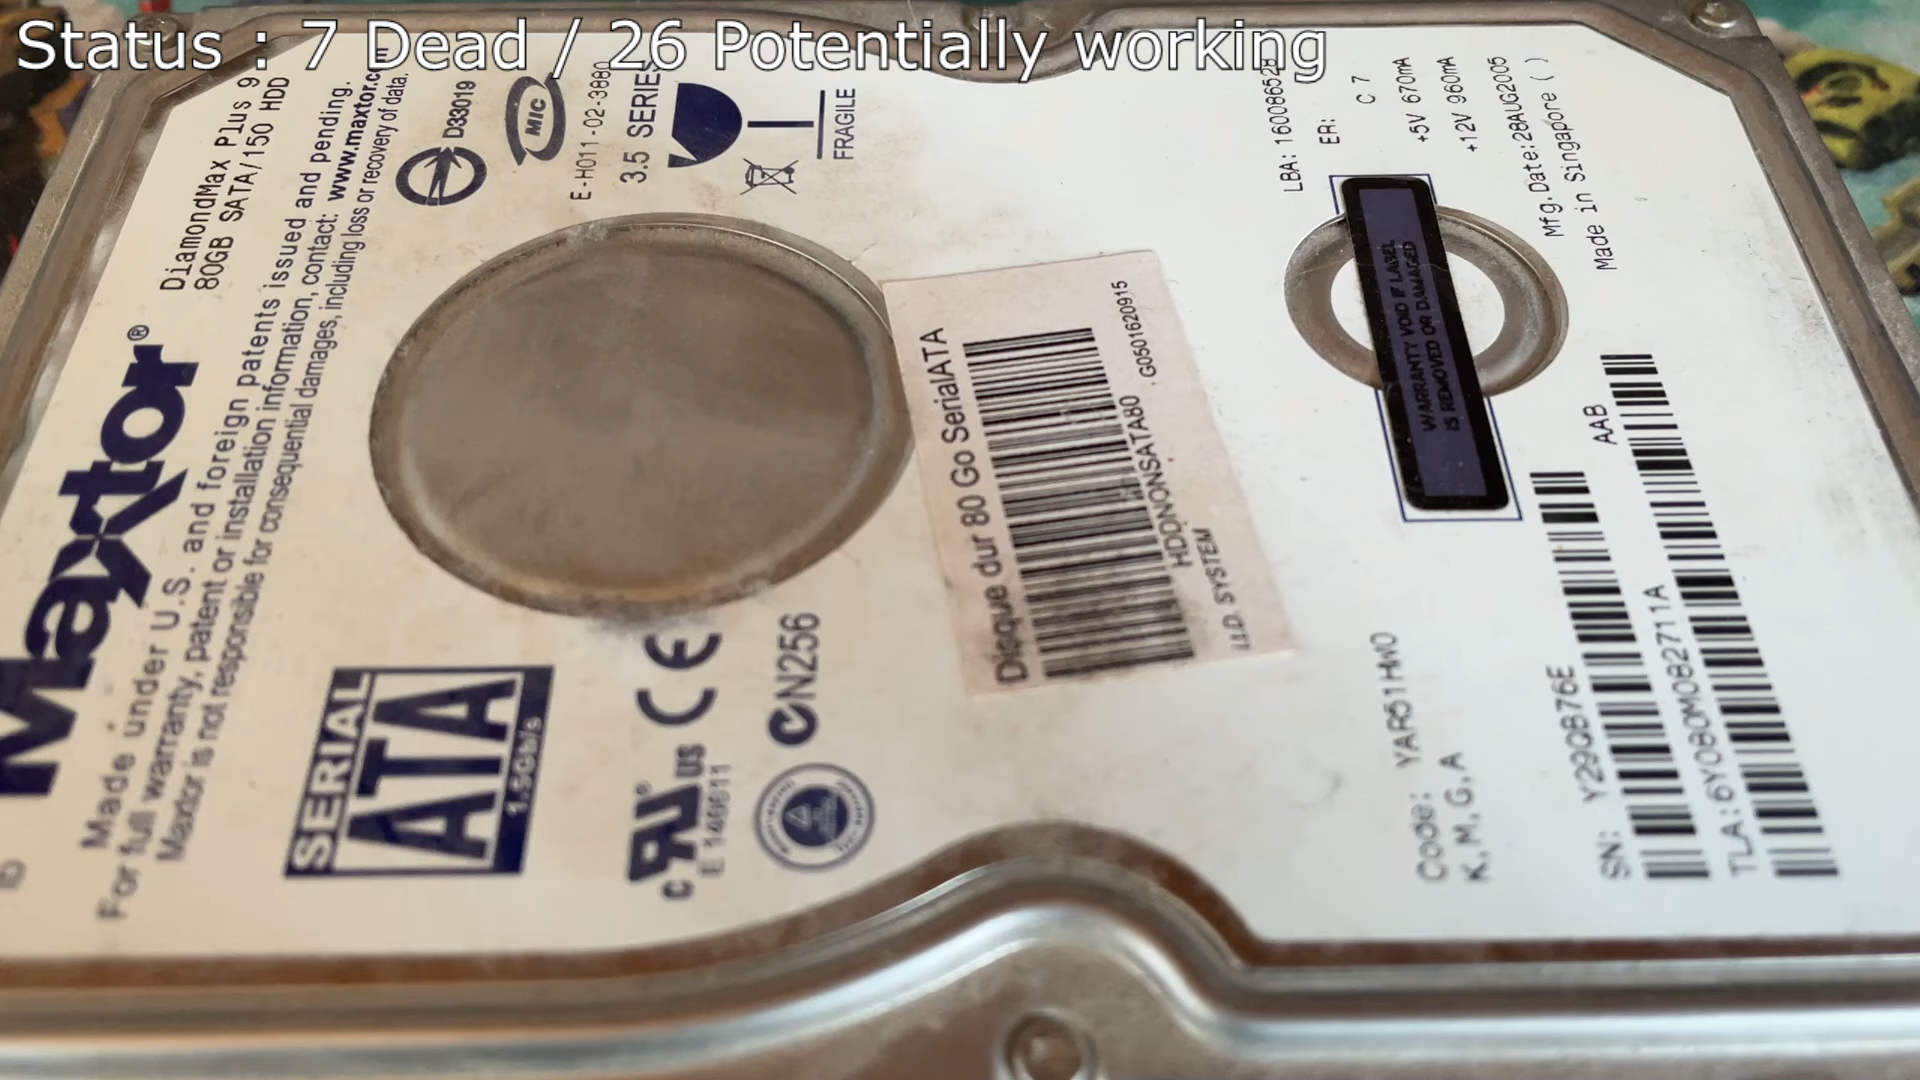 Status : 7 Dead / 26 Potentially working
Maxtor®
DiamondMax Plus 9
80GB SATA/150 HDD
Made under U.S. and foreign patents issued and pending.
For full warranty, patent or installation information, contact: www.maxtor.c
Maxtor is not responsible for consequential damages, including loss or recovery of data.
SERIAL
ATA
1.5Gb/s
D33019
MIC
E-H011-02-3880
3.5 SERIES
FRAGILE
c US
E 140611
CE
N256
Disque dur 80 Go SerialATA
HDDNONSATA80 . G0501620915
I.I.D. SYSTEM
LBA: 16008652
ER: C 7
+5V 670mA
+12V 960mA
Mfg.Date:28AUG2005
Made in Singapore ( )
WARRANTY VOID IF LABEL
IS REMOVED OR DAMAGED
Code: YAR51HW0
K,M,G,A
AAB
SN: Y29QB76E
TLA:6Y080M082711A